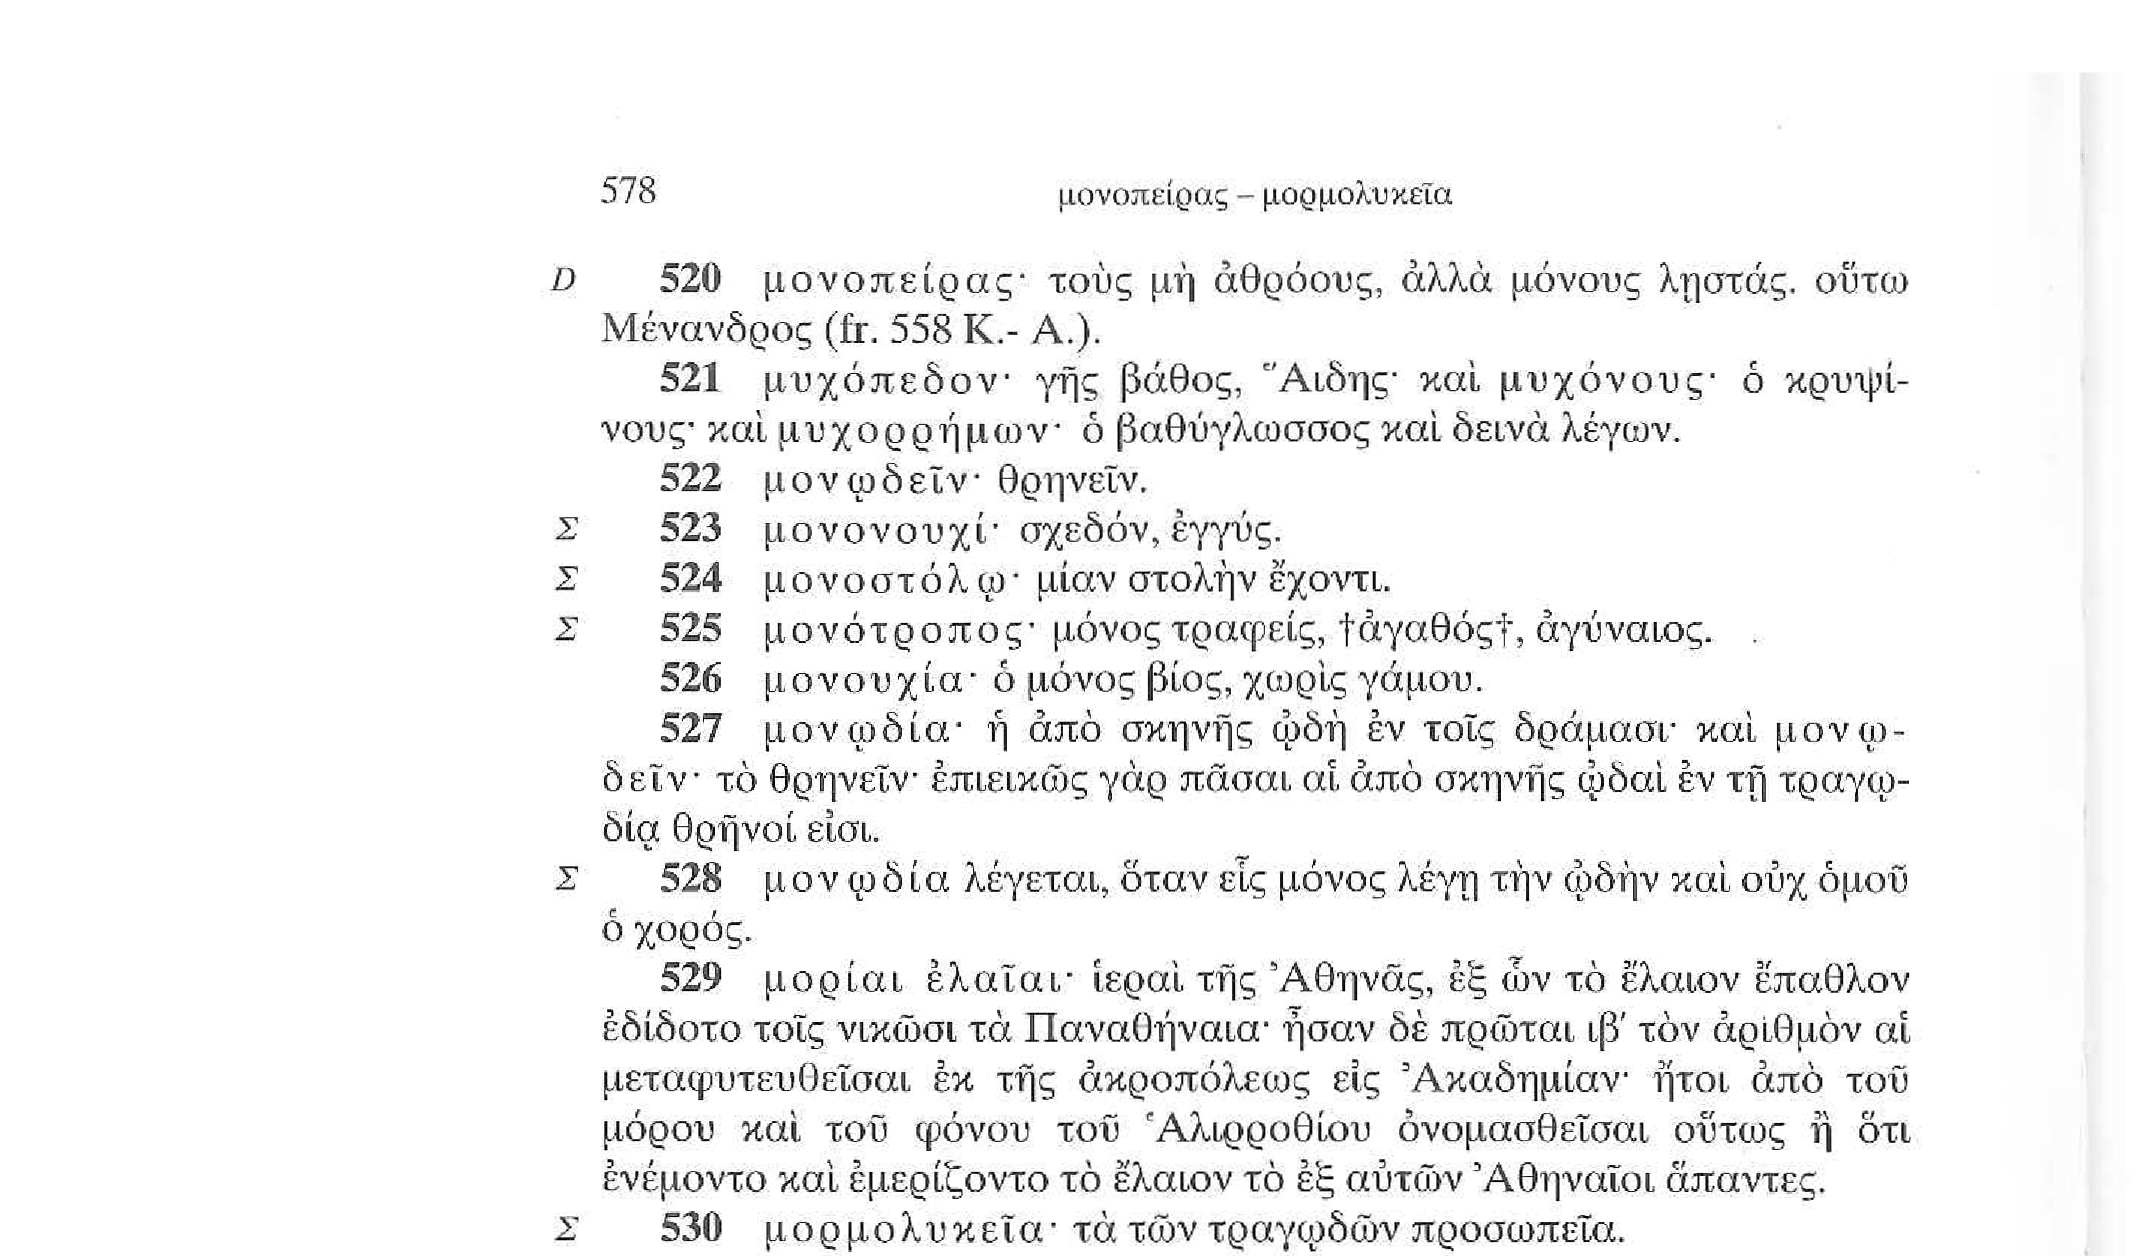 578 μονοπείρας – μορμολυκεῖα
D 520 μονοπείρας· τοὺς μὴ ἀθρόους, ἀλλὰ μόνους λῃστάς. οὕτω
Μένανδρος (fr. 558 K.- A.).
521 μυχόπεδον· γῆς βάθος, Ἅιδης· καὶ μυχόνους· ὁ κρυψί-
νους· καὶ μυχορρήμων· ὁ βαθύγλωσσος καὶ δεινὰ λέγων.
522 μονῳδεῖν· θρηνεῖν.
Σ 523 μονονουχί· σχεδόν, ἐγγύς.
Σ 524 μονοστόλῳ· μίαν στολὴν ἔχοντι.
Σ 525 μονότροπος· μόνος τραφείς, †ἀγαθός†, ἀγύναιος.
526 μονουχία· ὁ μόνος βίος, χωρὶς γάμου.
527 μονῳδία· ἡ ἀπὸ σκηνῆς ᾠδὴ ἐν τοῖς δράμασι· καὶ μονῳ-
δεῖν· τὸ θρηνεῖν· ἐπιεικῶς γὰρ πᾶσαι αἱ ἀπὸ σκηνῆς ᾠδαὶ ἐν τῇ τραγῳ-
δίᾳ θρῆνοί εἰσι.
Σ 528 μονῳδία λέγεται, ὅταν εἷς μόνος λέγῃ τὴν ᾠδὴν καὶ οὐχ ὁμοῦ
ὁ χορός.
529 μορίαι ἐλαῖαι· ἱεραὶ τῆς Ἀθηνᾶς, ἐξ ὧν τὸ ἔλαιον ἔπαθλον
ἐδίδοτο τοῖς νικῶσι τὰ Παναθήναια· ἦσαν δὲ πρῶται ιβ′ τὸν ἀριθμὸν αἱ
μεταφυτευθεῖσαι ἐκ τῆς ἀκροπόλεως εἰς Ἀκαδημίαν· ἤτοι ἀπὸ τοῦ
μόρου καὶ τοῦ φόνου τοῦ Ἁλιρροθίου ὀνομασθεῖσαι οὕτως ἢ ὅτι
ἐνέμοντο καὶ ἐμερίζοντο τὸ ἔλαιον τὸ ἐξ αὐτῶν Ἀθηναῖοι ἅπαντες.
Σ 530 μορμολυκεῖα· τὰ τῶν τραγῳδῶν προσωπεῖα.